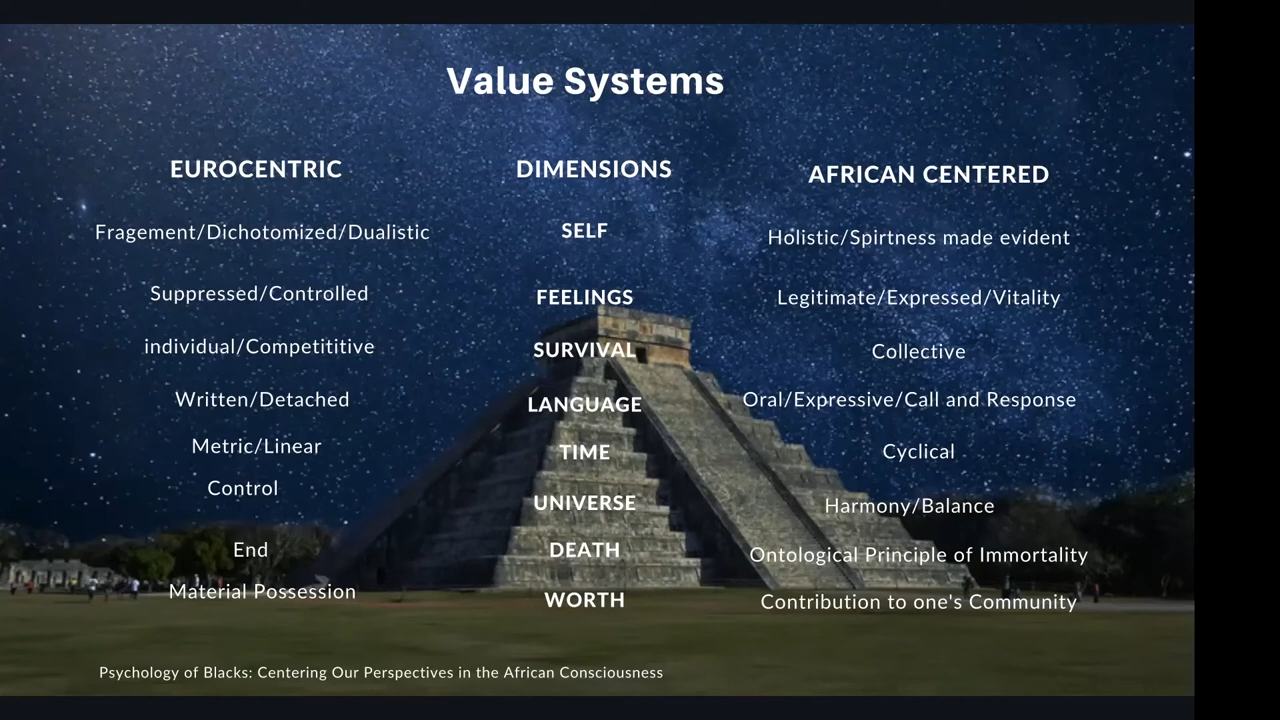 Value Systems
EUROCENTRIC DIMENSIONS AFRICAN CENTERED
Fragement/Dichotomized/Dualistic SELF Holistic/Spirtness made evident
Suppressed/Controlled FEELINGS Legitimate/Expressed/Vitality
individual/Competititive SURVIVAL Collective
Written/Detached LANGUAGE Oral/Expressive/Call and Response
Metric/Linear TIME Cyclical
Control UNIVERSE Harmony/Balance
End DEATH Ontological Principle of Immortality
Material Possession WORTH Contribution to one's Community
Psychology of Blacks: Centering Our Perspectives in the African Consciousness